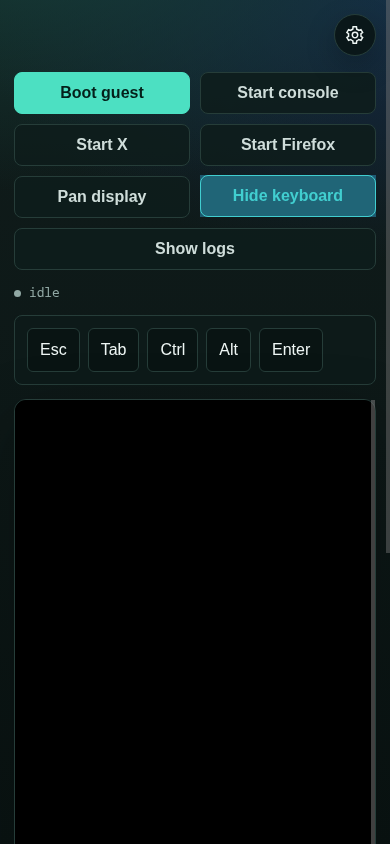 Boot guest
Start console
Start X
Start Firefox
Pan display
Hide keyboard
Show logs
idle
Esc
Tab
Ctrl
Alt
Enter